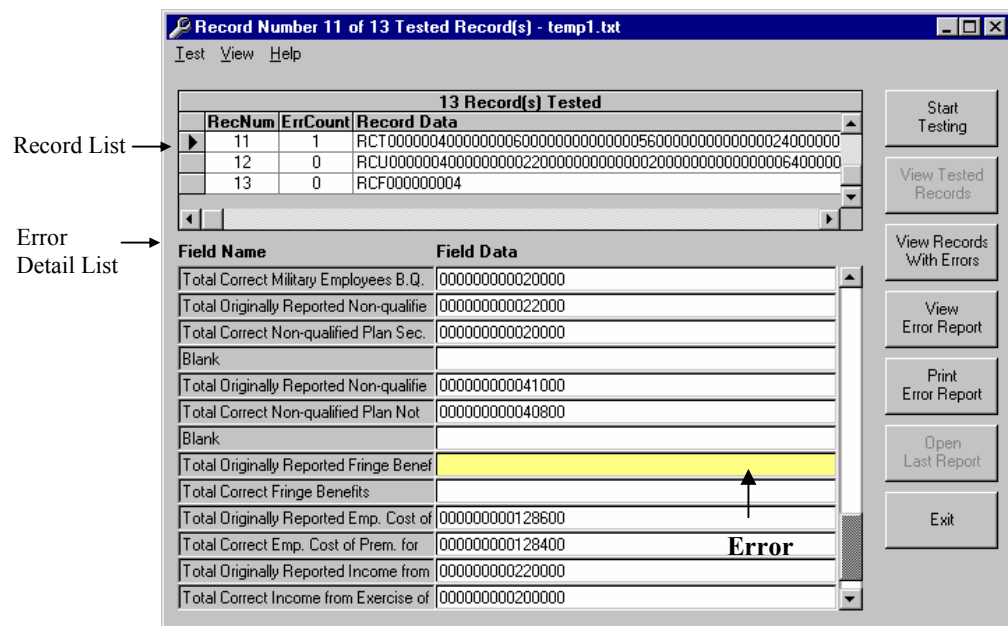 Record Number 11 of 13 Tested Record(s) - temp1.txt
Test View Help
13 Record(s) Tested
RecNum ErrCount Record Data
11 1 RCT0000004000000000600000000000000560000000000000024000000
12 0 RCU0000004000000000220000000000000200000000000000006400000
13 0 RCF000000004
Record List
Error
Detail List
Field Name Field Data
Total Correct Military Employees B.Q. 000000000020000
Total Originally Reported Non-qualifie 000000000022000
Total Correct Non-qualified Plan Sec. 000000000020000
Blank
Total Originally Reported Non-qualifie 000000000041000
Total Correct Non-qualified Plan Not 000000000040800
Blank
Total Originally Reported Fringe Benef
Total Correct Fringe Benefits
Total Originally Reported Emp. Cost of 000000000128600
Total Correct Emp. Cost of Prem. for 000000000128400
Total Originally Reported Income from 000000000220000
Total Correct Income from Exercise of 000000000200000
Error
Start
Testing
View Tested
Records
View Records
With Errors
View
Error Report
Print
Error Report
Open
Last Report
Exit